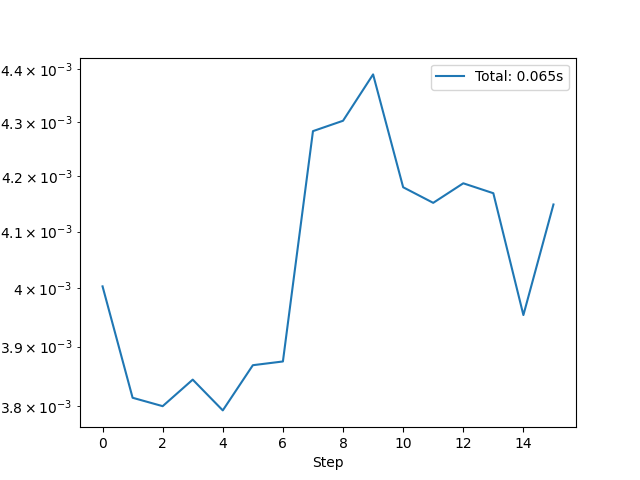 Total: 0.065s
4.4 × 10⁻³
4.3 × 10⁻³
4.2 × 10⁻³
4.1 × 10⁻³
4 × 10⁻³
3.9 × 10⁻³
3.8 × 10⁻³
0 2 4 6 8 10 12 14
Step